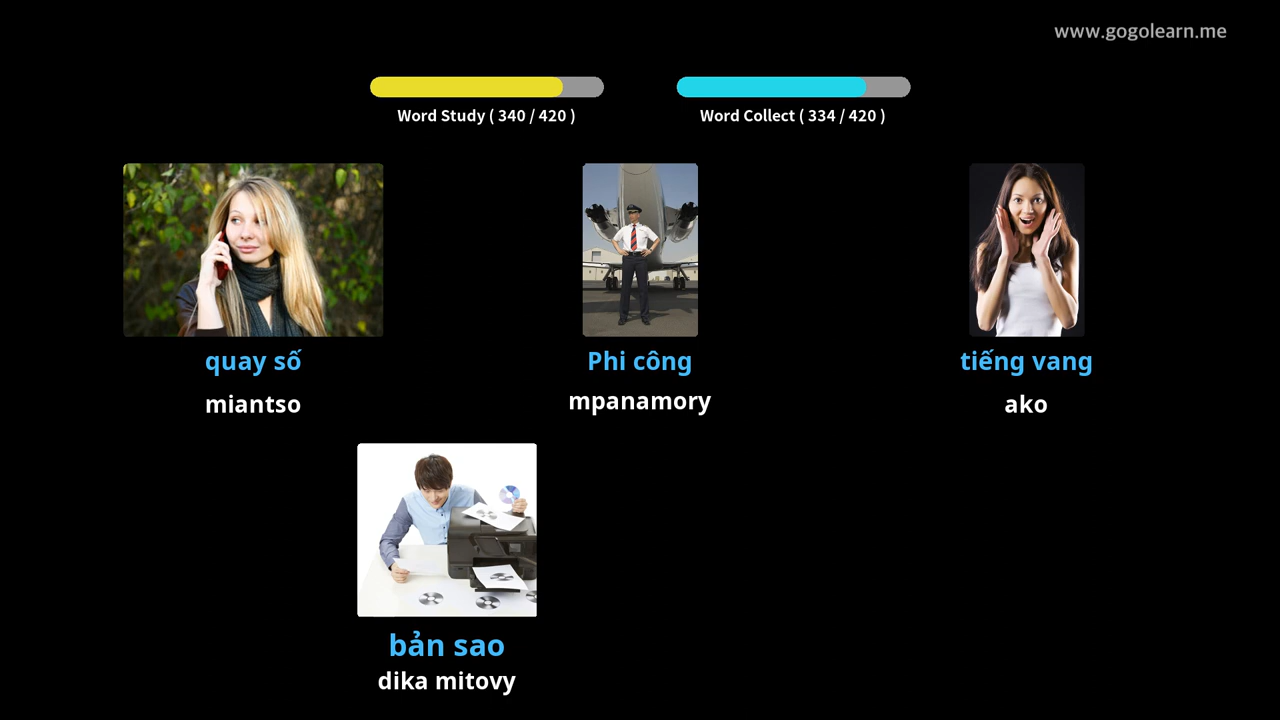 www.gogolearn.me
Word Study ( 340 / 420 )
Word Collect ( 334 / 420 )
quay số
Phi công
tiếng vang
miantso
mpanamory
ako
bản sao
dika mitovy